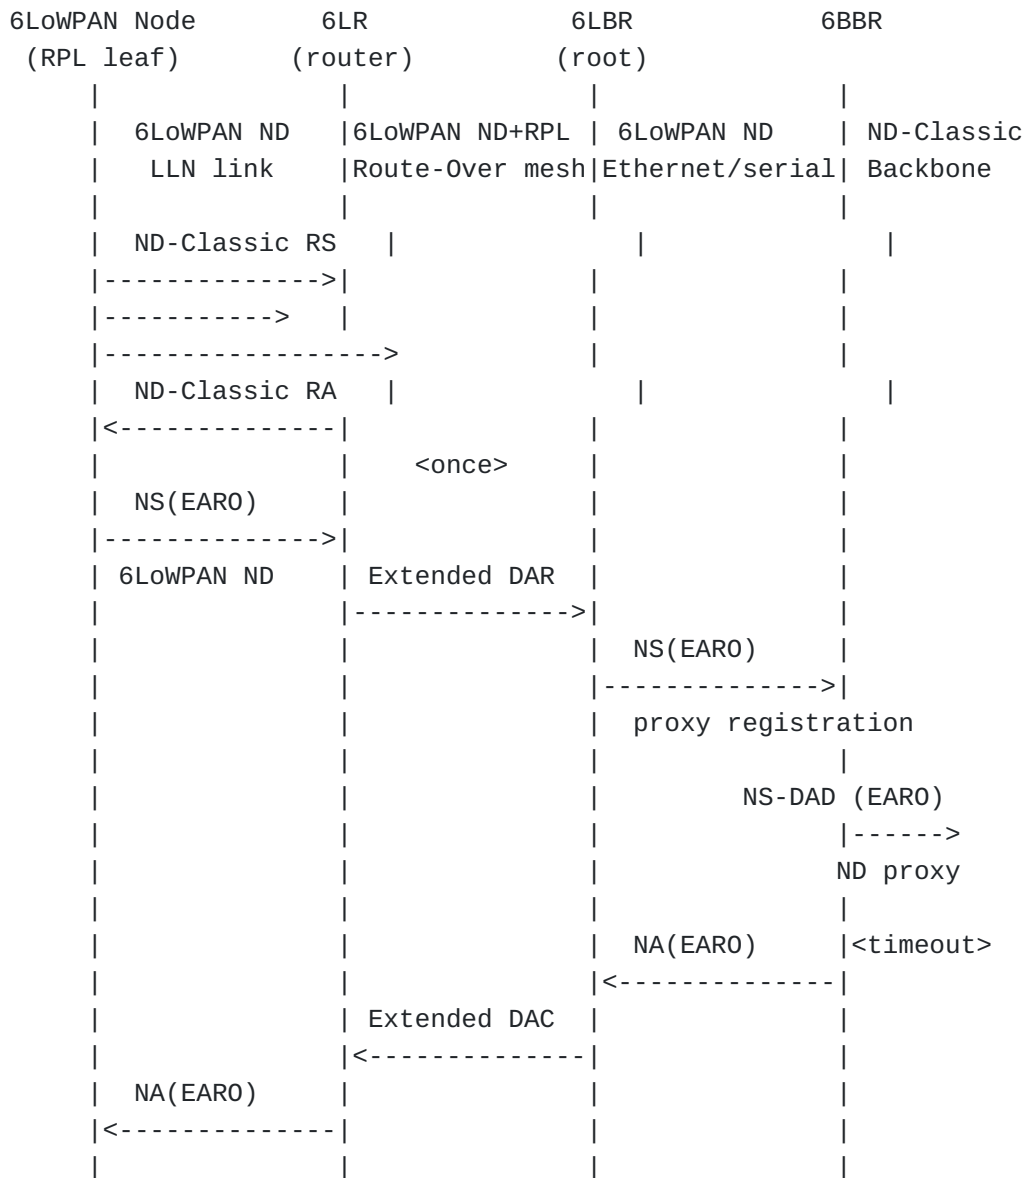 6LoWPAN Node        6LR             6LBR            6BBR
 (RPL leaf)       (router)         (root)
     |               |               |               |
     |  6LoWPAN ND   |6LoWPAN ND+RPL | 6LoWPAN ND    | ND-Classic
     |   LLN link    |Route-Over mesh|Ethernet/serial| Backbone
     |               |               |               |
     |  ND-Classic RS   |               |               |
     |-------------->|               |               |
     |----------->   |               |               |
     |------------------>            |               |
     |  ND-Classic RA   |               |               |
     |<--------------|               |               |
     |               |    <once>     |               |
     |  NS(EARO)     |               |               |
     |-------------->|               |               |
     | 6LoWPAN ND    | Extended DAR  |               |
     |               |-------------->|               |
     |               |               |  NS(EARO)     |
     |               |               |-------------->|
     |               |               |  proxy registration
     |               |               |               |
     |               |               |         NS-DAD (EARO)
     |               |               |               |------>
     |               |               |               ND proxy
     |               |               |               |
     |               |               |  NA(EARO)     |<timeout>
     |               |               |<--------------|
     |               | Extended DAC  |               |
     |               |<--------------|               |
     |  NA(EARO)     |               |               |
     |<--------------|               |               |
     |               |               |               |